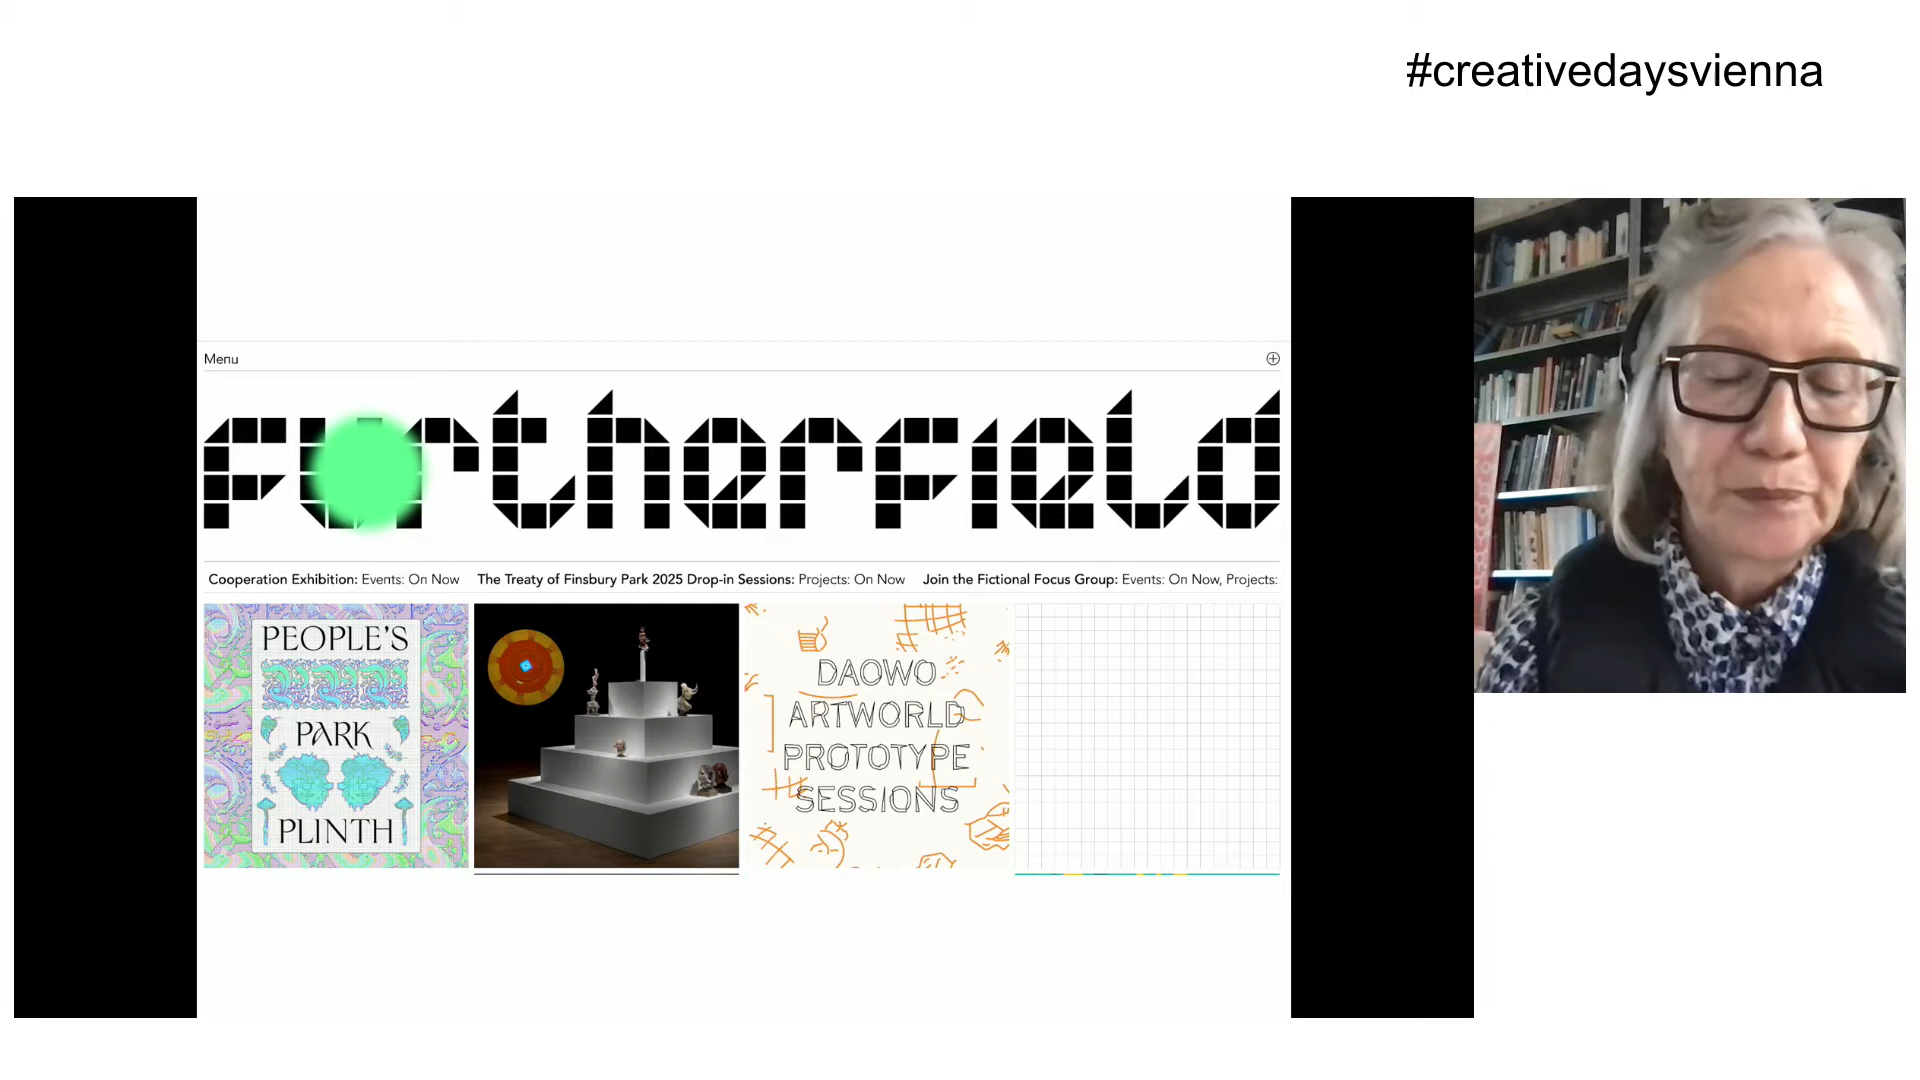 #creativedaysvienna
Menu
furtherfield
Cooperation Exhibition: Events: On Now The Treaty of Finsbury Park 2025 Drop-in Sessions: Projects: On Now Join the Fictional Focus Group: Events: On Now, Projects:
PEOPLE'S
PARK
PLINTH
DAOWO
ARTWORLD
PROTOTYPE
SESSIONS